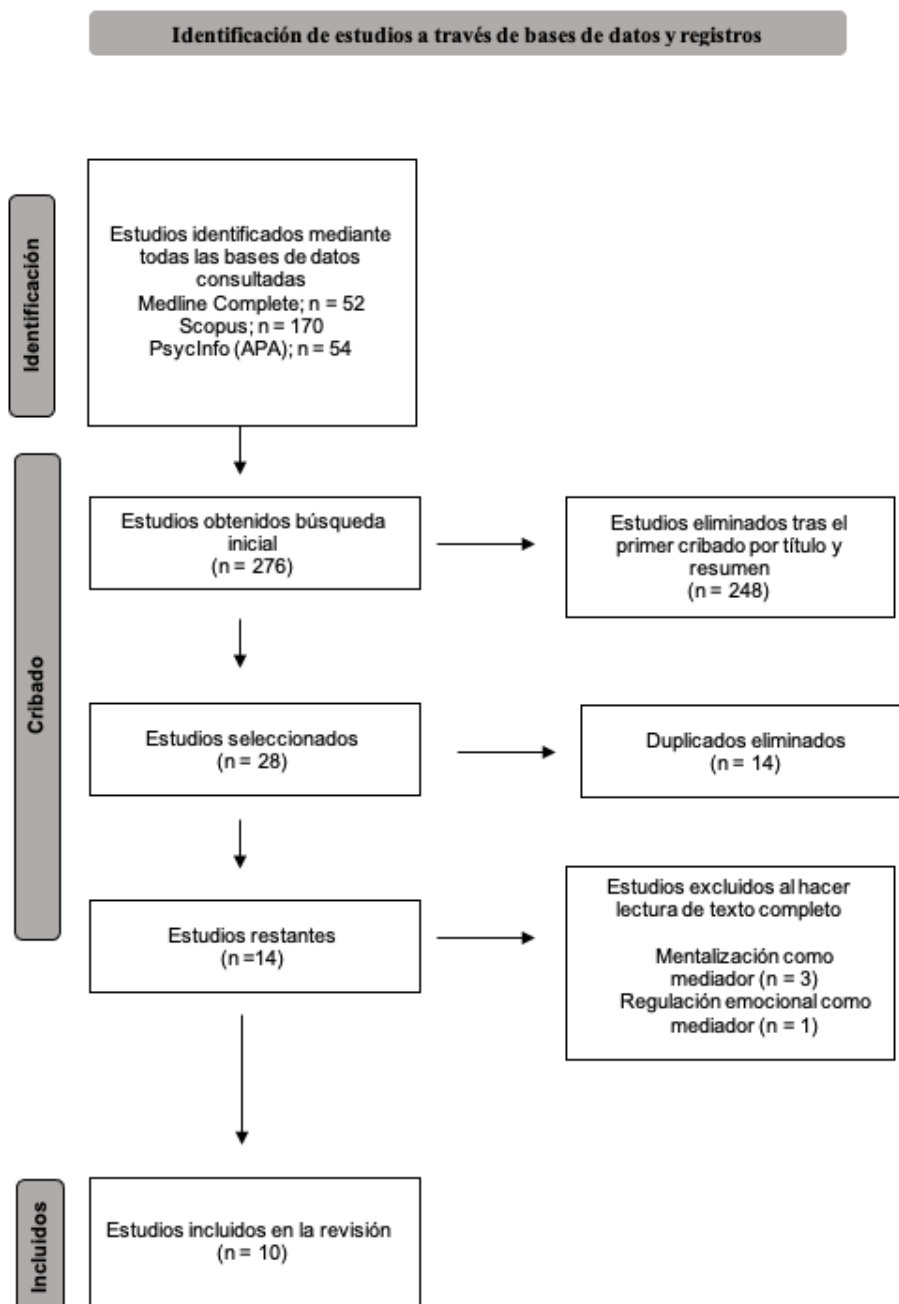 Identificación de estudios a través de bases de datos y registros
Identificación
Estudios identificados mediante
todas las bases de datos
consultadas
Medline Complete; n = 52
Scopus; n = 170
PsycInfo (APA); n = 54
Cribado
Estudios obtenidos búsqueda
inicial
(n = 276)
Estudios eliminados tras el
primer cribado por título y
resumen
(n = 248)
Estudios seleccionados
(n = 28)
Duplicados eliminados
(n = 14)
Estudios restantes
(n =14)
Estudios excluidos al hacer
lectura de texto completo
Mentalización como
mediador (n = 3)
Regulación emocional como
mediador (n = 1)
Incluidos
Estudios incluidos en la revisión
(n = 10)